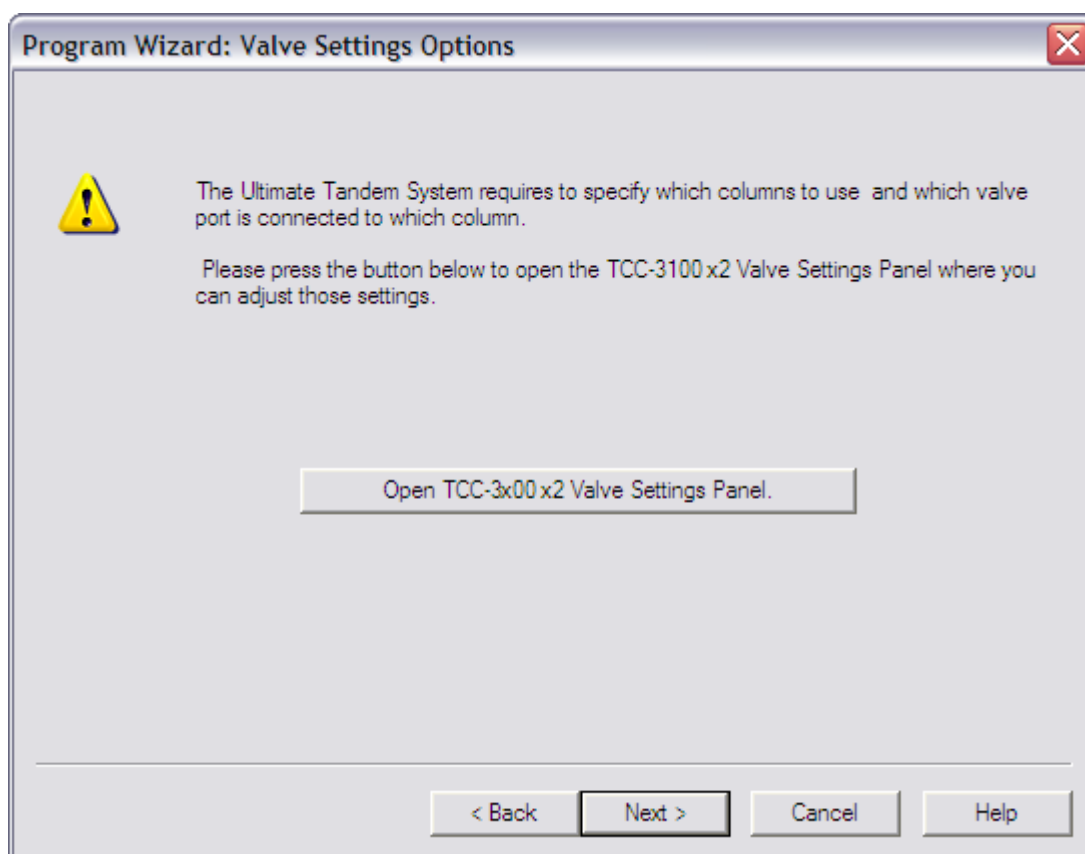 Program Wizard: Valve Settings Options
The Ultimate Tandem System requires to specify which columns to use  and which valve
port is connected to which column.
Please press the button below to open the TCC-3100 x2 Valve Settings Panel where you
can adjust those settings.
Open TCC-3x00 x2 Valve Settings Panel.
< Back Next > Cancel Help